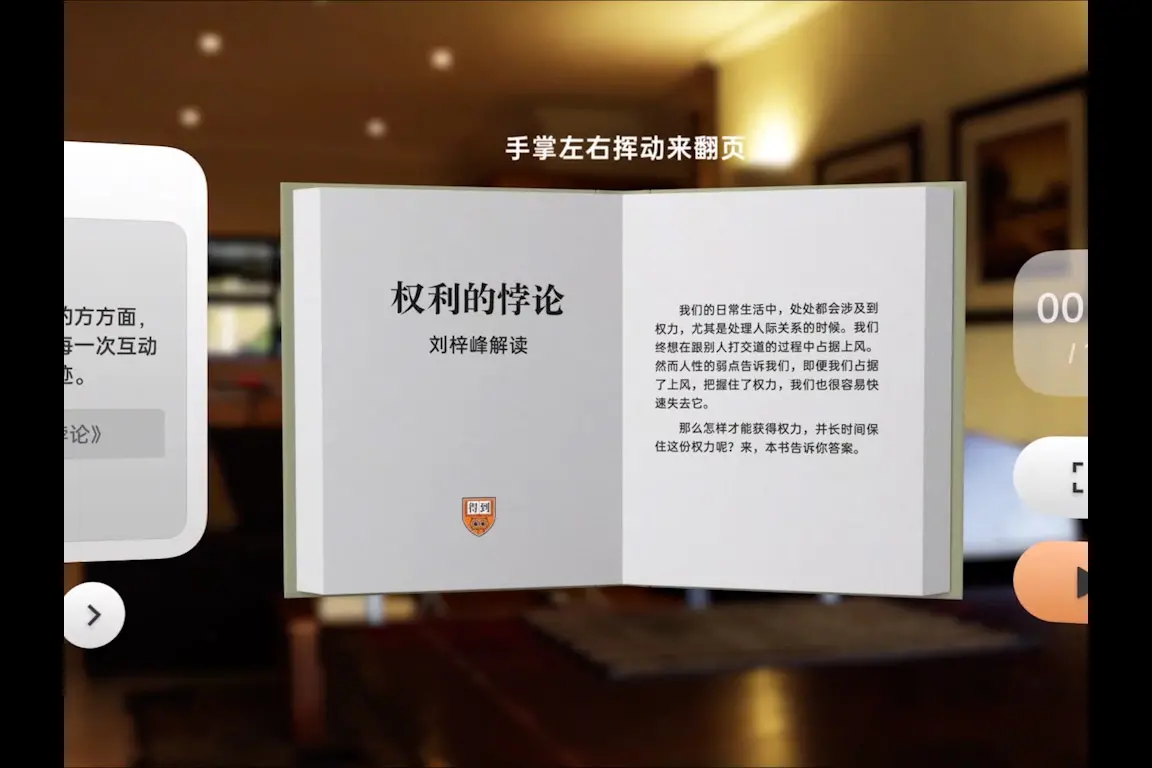 手掌左右挥动来翻页
的方方面，
每一次互动
迹。
悖论》
权利的悖论
刘梓峰解读
得到
我们的日常生活中，处处都会涉及到
权力，尤其是处理人际关系的时候。我们
终想在跟别人打交道的过程中占据上风。
然而人性的弱点告诉我们，即便我们占据
了上风，把握住了权力，我们也很容易快
速失去它。
那么怎样才能获得权力，并长时间保
住这份权力呢？来，本书告诉你答案。
00
/